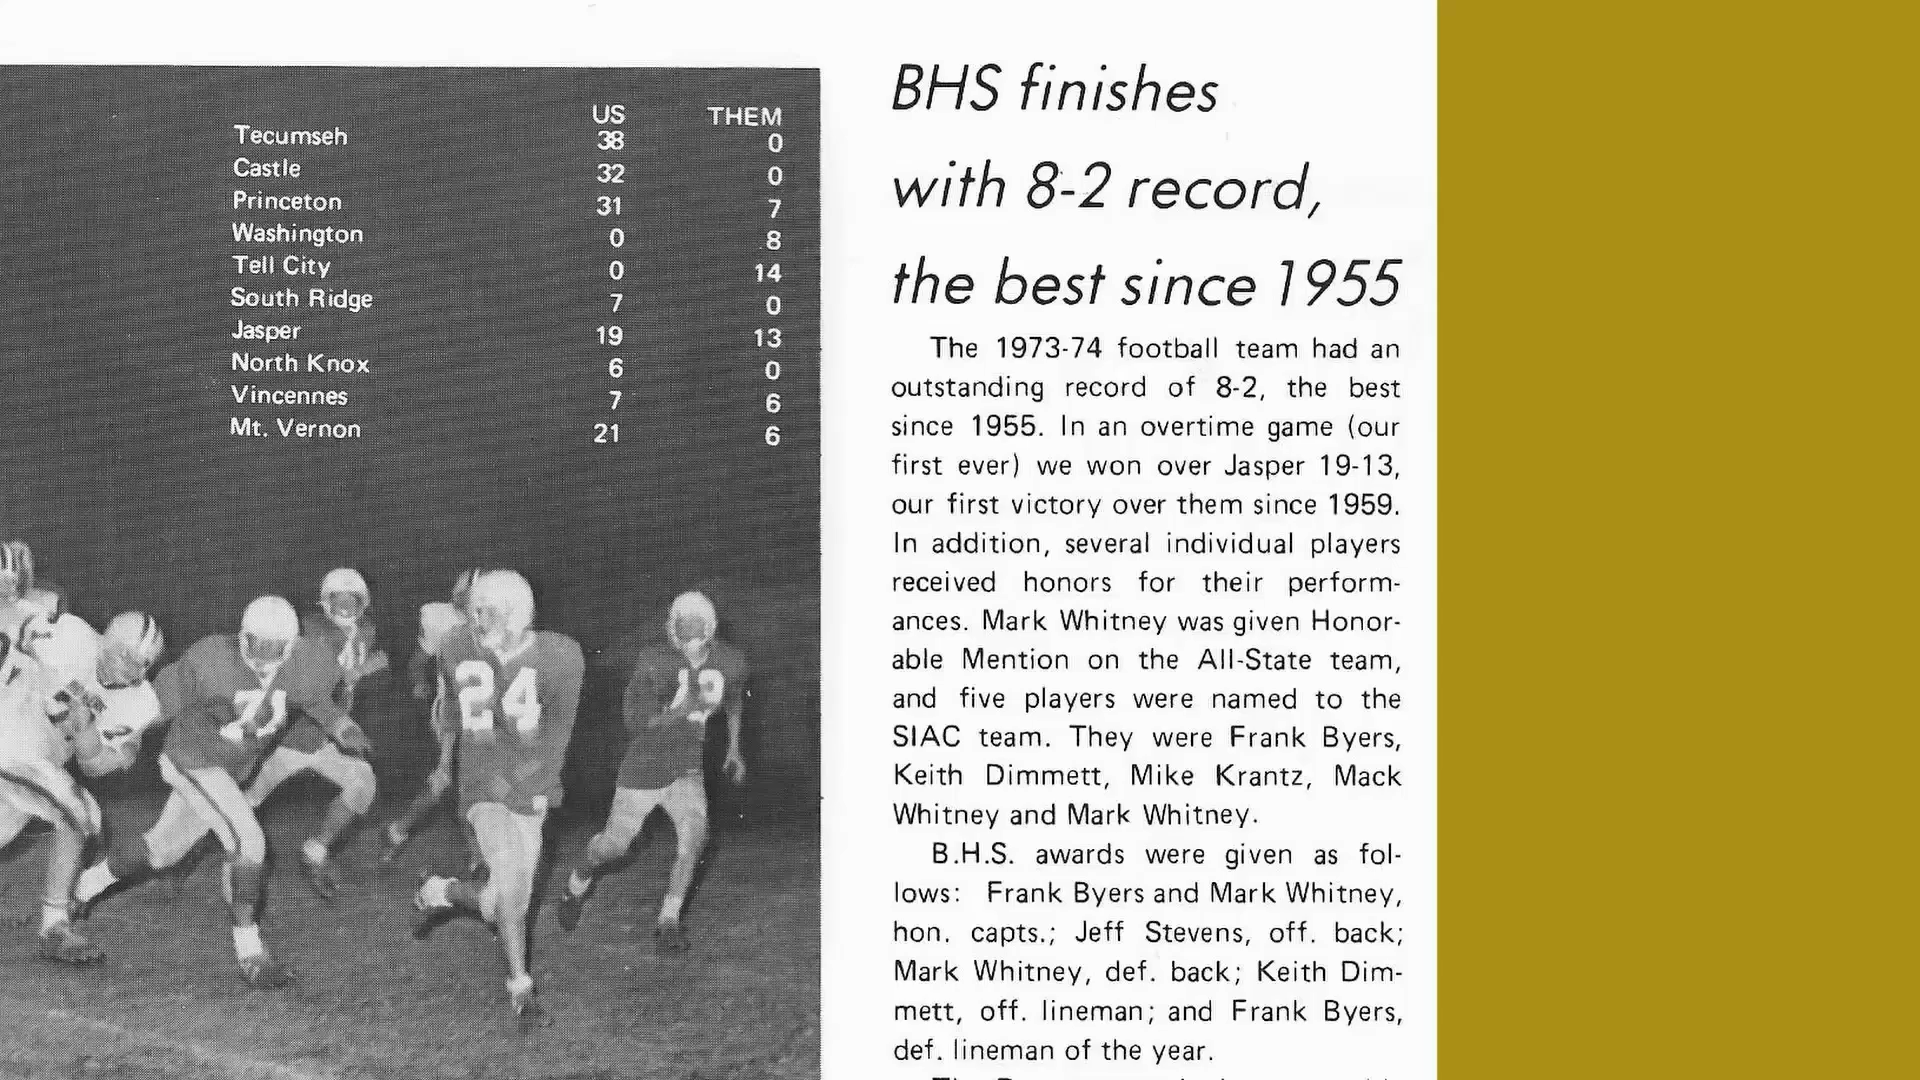 US THEM
Tecumseh 38 0
Castle 32 0
Princeton 31 7
Washington 0 8
Tell City 0 14
South Ridge 7 0
Jasper 19 13
North Knox 6 0
Vincennes 7 6
Mt. Vernon 21 6
71
24
BHS finishes
with 8-2 record,
the best since 1955
The 1973-74 football team had an
outstanding record of 8-2, the best
since 1955. In an overtime game (our
first ever) we won over Jasper 19-13,
our first victory over them since 1959.
In addition, several individual players
received honors for their perform-
ances. Mark Whitney was given Honor-
able Mention on the All-State team,
and five players were named to the
SIAC team. They were Frank Byers,
Keith Dimmett, Mike Krantz, Mack
Whitney and Mark Whitney.
B.H.S. awards were given as fol-
lows: Frank Byers and Mark Whitney,
hon. capts.; Jeff Stevens, off. back;
Mark Whitney, def. back; Keith Dim-
mett, off. lineman; and Frank Byers,
def. lineman of the year.